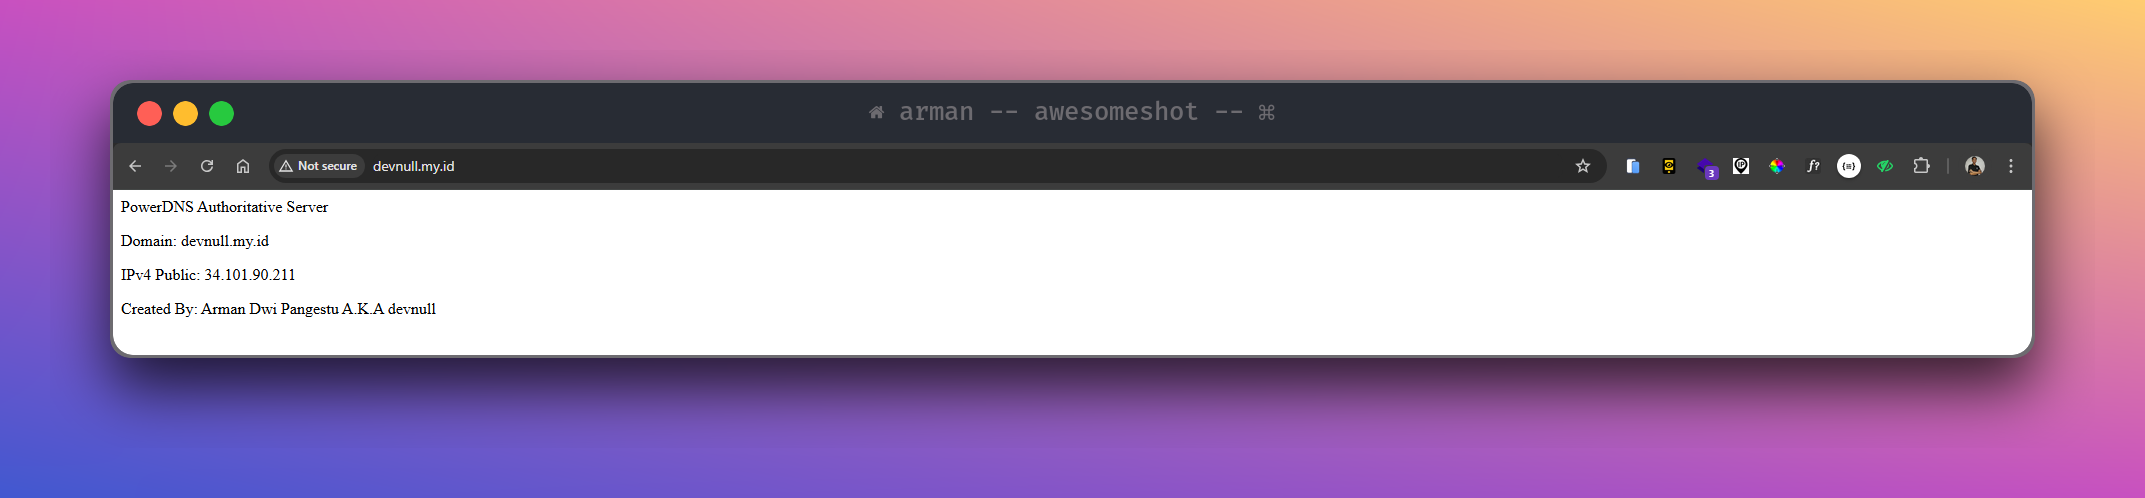 arman -- awesomeshot -- ⌘
Not secure devnull.my.id
3
PowerDNS Authoritative Server
Domain: devnull.my.id
IPv4 Public: 34.101.90.211
Created By: Arman Dwi Pangestu A.K.A devnull